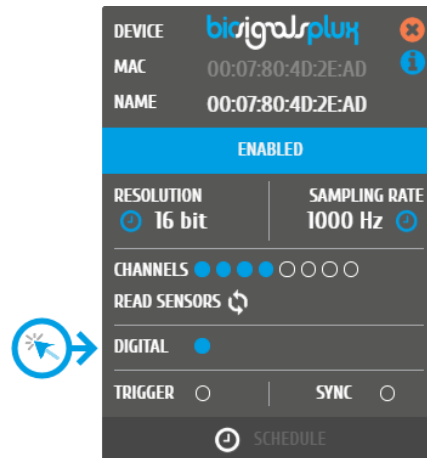 DEVICE biosignalsplux
MAC 00:07:80:4D:2E:AD
NAME 00:07:80:4D:2E:AD
ENABLED
RESOLUTION SAMPLING RATE
16 bit 1000 Hz
CHANNELS
READ SENSORS
DIGITAL
TRIGGER SYNC
SCHEDULE